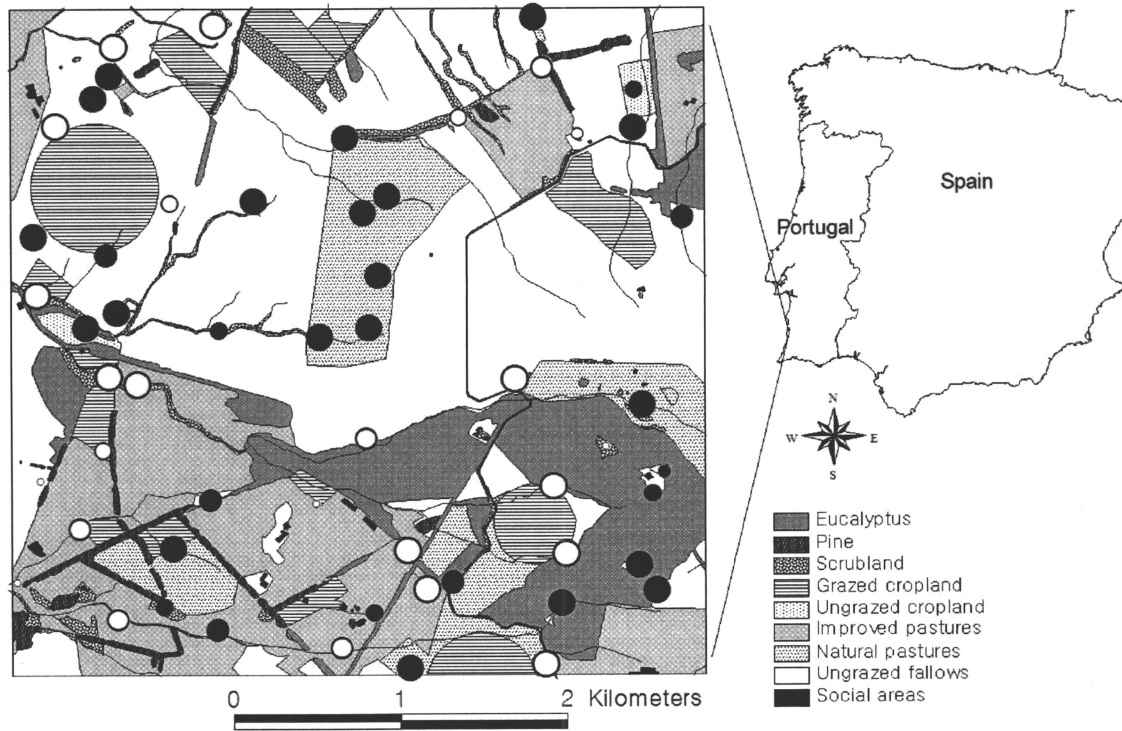 Spain
Portugal
N
W E
S
Eucalyptus
Pine
Scrubland
Grazed cropland
Ungrazed cropland
Improved pastures
Natural pastures
Ungrazed fallows
Social areas
0 1 2 Kilometers